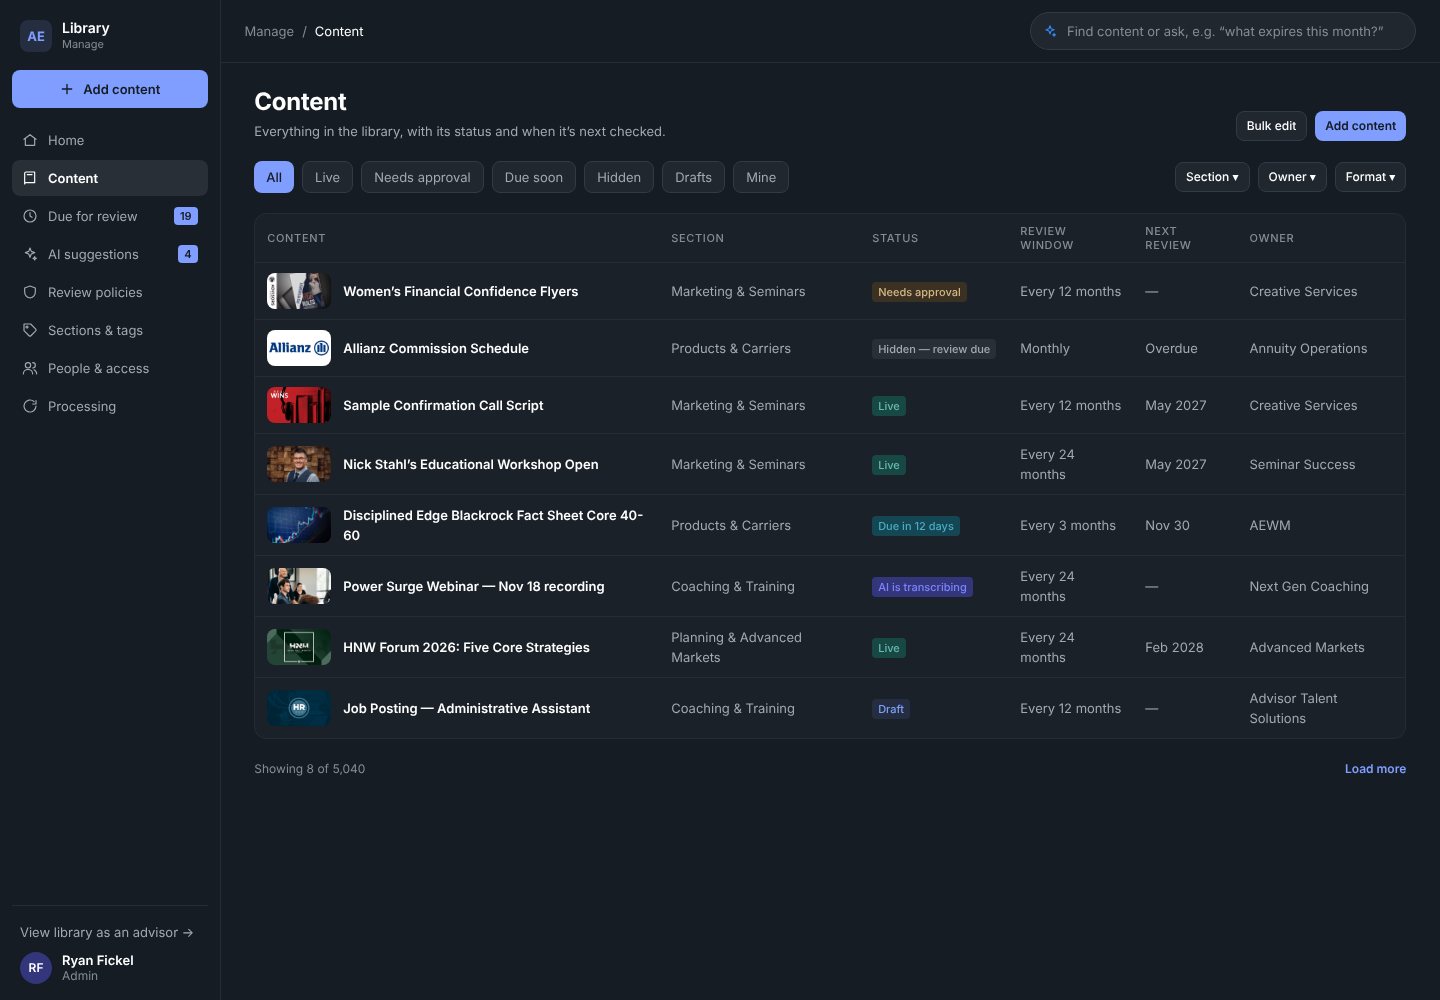 AE
Library
Manage
Add content
Home
Content
Due for review 19
AI suggestions 4
Review policies
Sections & tags
People & access
Processing
View library as an advisor →
RF
Ryan Fickel
Admin
Manage / Content
Find content or ask, e.g. “what expires this month?”
Content
Everything in the library, with its status and when it’s next checked.
Bulk edit
Add content
All Live Needs approval Due soon Hidden Drafts Mine
Section ▾ Owner ▾ Format ▾
CONTENT SECTION STATUS REVIEW WINDOW NEXT REVIEW OWNER
Women’s Financial Confidence Flyers Marketing & Seminars Needs approval Every 12 months — Creative Services
Allianz
Allianz Commission Schedule Products & Carriers Hidden — review due Monthly Overdue Annuity Operations
WINS
Sample Confirmation Call Script Marketing & Seminars Live Every 12 months May 2027 Creative Services
Nick Stahl’s Educational Workshop Open Marketing & Seminars Live Every 24 months May 2027 Seminar Success
Disciplined Edge Blackrock Fact Sheet Core 40-60 Products & Carriers Due in 12 days Every 3 months Nov 30 AEWM
Power Surge Webinar — Nov 18 recording Coaching & Training AI is transcribing Every 24 months — Next Gen Coaching
HNW Forum 2026: Five Core Strategies Planning & Advanced Markets Live Every 24 months Feb 2028 Advanced Markets
HR
Job Posting — Administrative Assistant Coaching & Training Draft Every 12 months — Advisor Talent Solutions
Showing 8 of 5,040
Load more